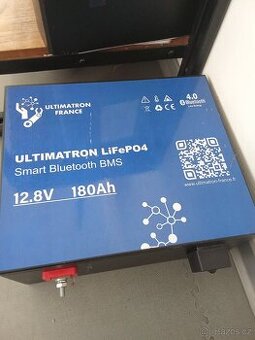 ULTIMATRON
FRANCE
4.0
Bluetooth
ULTIMATRON LiFePO4
Smart Bluetooth BMS
12.8V 180Ah
www.ultimatron-france.fr